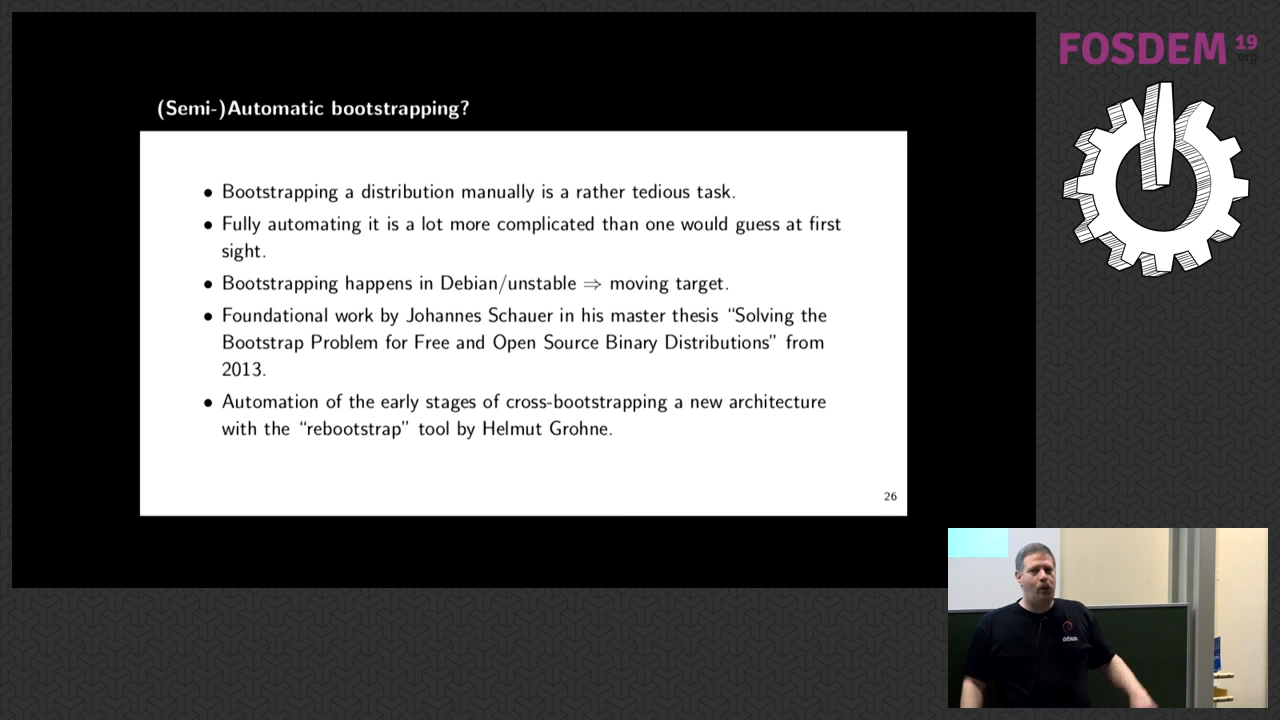 FOSDEM 19
.org
(Semi-)Automatic bootstrapping?
• Bootstrapping a distribution manually is a rather tedious task.
• Fully automating it is a lot more complicated than one would guess at first
sight.
• Bootstrapping happens in Debian/unstable ⇒ moving target.
• Foundational work by Johannes Schauer in his master thesis “Solving the
Bootstrap Problem for Free and Open Source Binary Distributions” from
2013.
• Automation of the early stages of cross-bootstrapping a new architecture
with the “rebootstrap” tool by Helmut Grohne.
26
debian